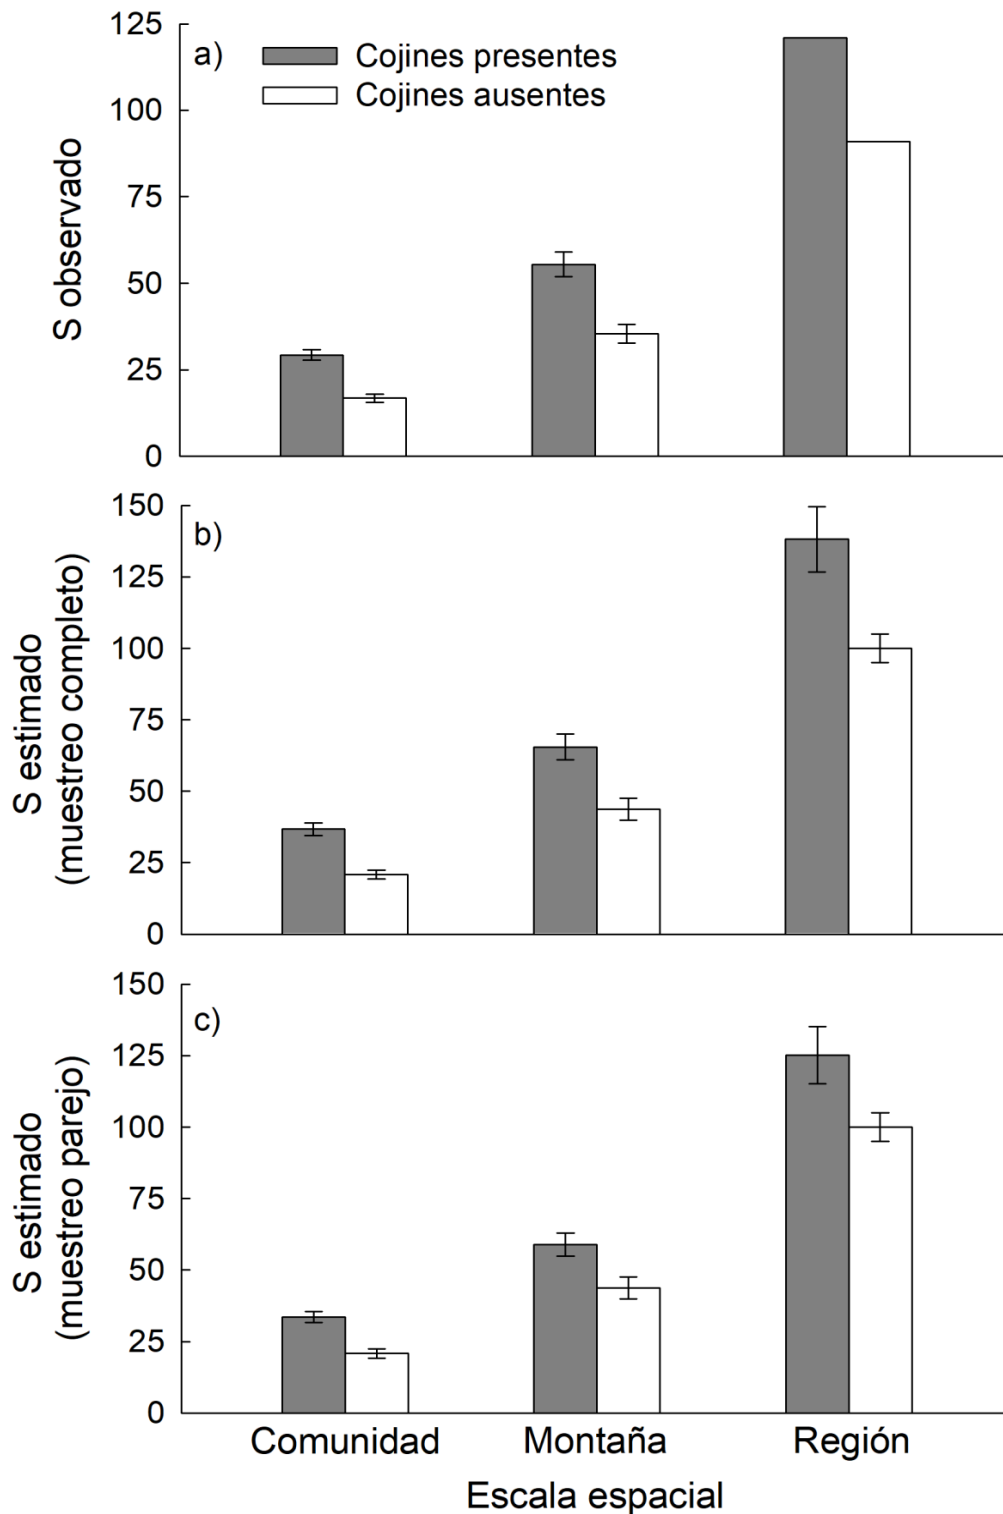 a)
Cojines presentes
Cojines ausentes
S observado
125
100
75
50
25
0
b)
S estimado
(muestreo completo)
150
125
100
75
50
25
0
c)
S estimado
(muestreo parejo)
150
125
100
75
50
25
0
Comunidad Montaña Región
Escala espacial